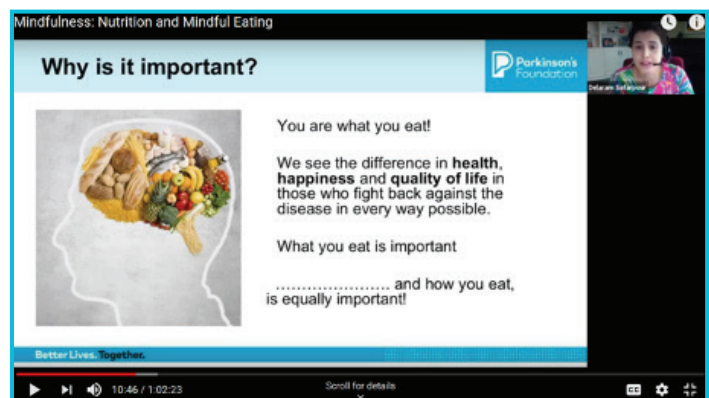 Mindfulness: Nutrition and Mindful Eating
Why is it important?
Parkinson's
Foundation
You are what you eat!
We see the difference in health,
happiness and quality of life in
those who fight back against the
disease in every way possible.
What you eat is important
...................... and how you eat,
is equally important!
Better Lives. Together.
10:46 / 1:02:23
Scroll for details
CC